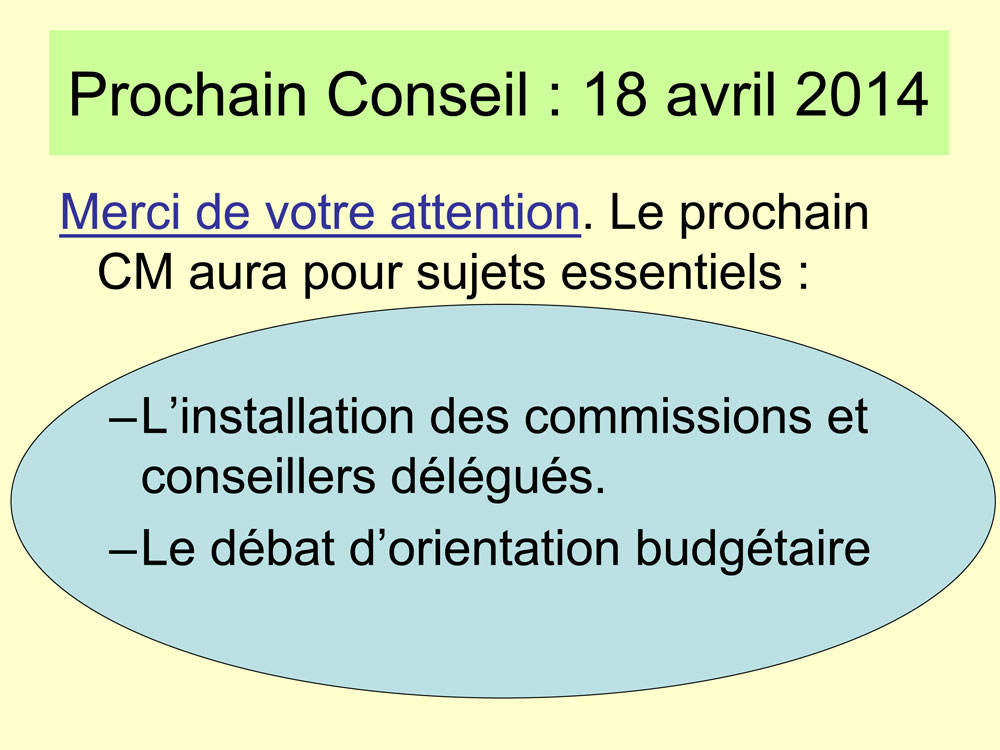 Prochain Conseil : 18 avril 2014
Merci de votre attention. Le prochain
CM aura pour sujets essentiels :
–L’installation des commissions et
conseillers délégués.
–Le débat d’orientation budgétaire